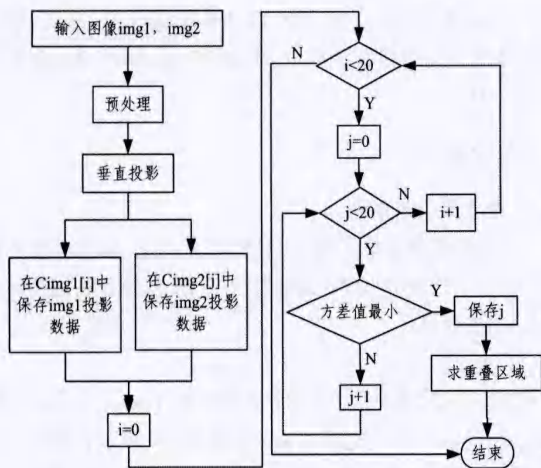 输入图像img1，img2
预处理
垂直投影
在Cimg1[i]中
保存img1投影
数据
在Cimg2[j]中
保存img2投影
数据
i=0
i<20
N
Y
j=0
j<20
N
i+1
Y
方差值最小
Y
保存j
N
求重叠区域
j+1
结束